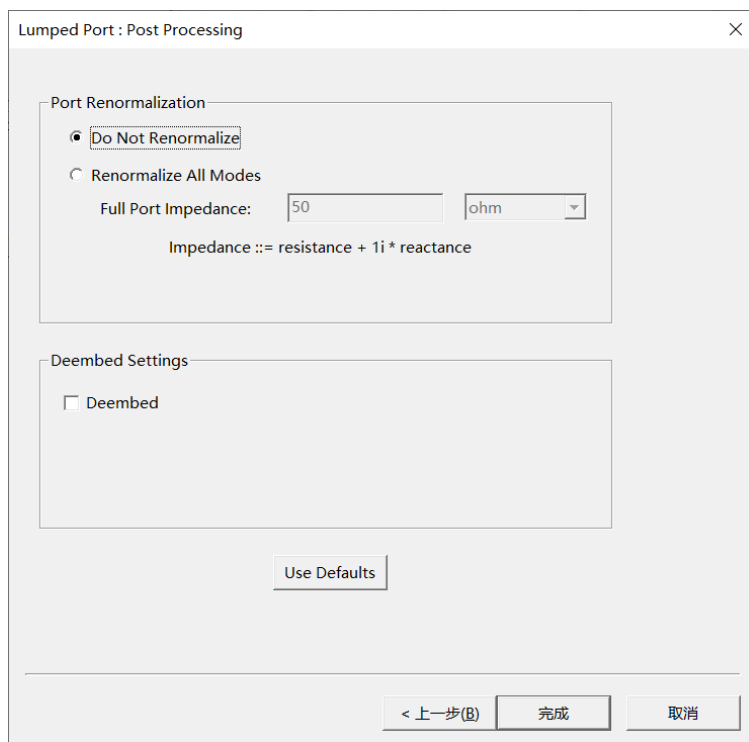 Lumped Port : Post Processing
Port Renormalization
Do Not Renormalize
Renormalize All Modes
Full Port Impedance: 50 ohm
Impedance ::= resistance + 1i * reactance
Deembed Settings
Deembed
Use Defaults
< 上一步(B) 完成 取消